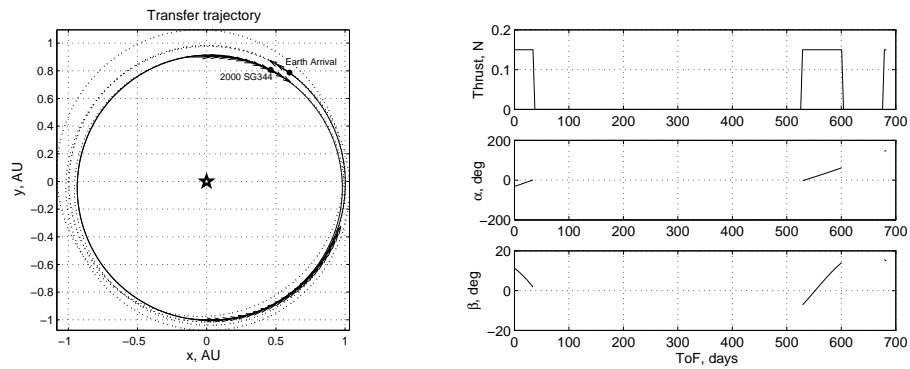 Transfer trajectory
1
0.8
0.6
0.4
0.2
0
−0.2
−0.4
−0.6
−0.8
−1
y, AU
Earth Arrival
2000 SG344
−1
−0.5
0
0.5
1
x, AU
Thrust, N
0.2
0.1
0
0 100 200 300 400 500 600 700
α, deg
200
0
−200
0 100 200 300 400 500 600 700
β, deg
20
0
−20
0 100 200 300 400 500 600 700
ToF, days